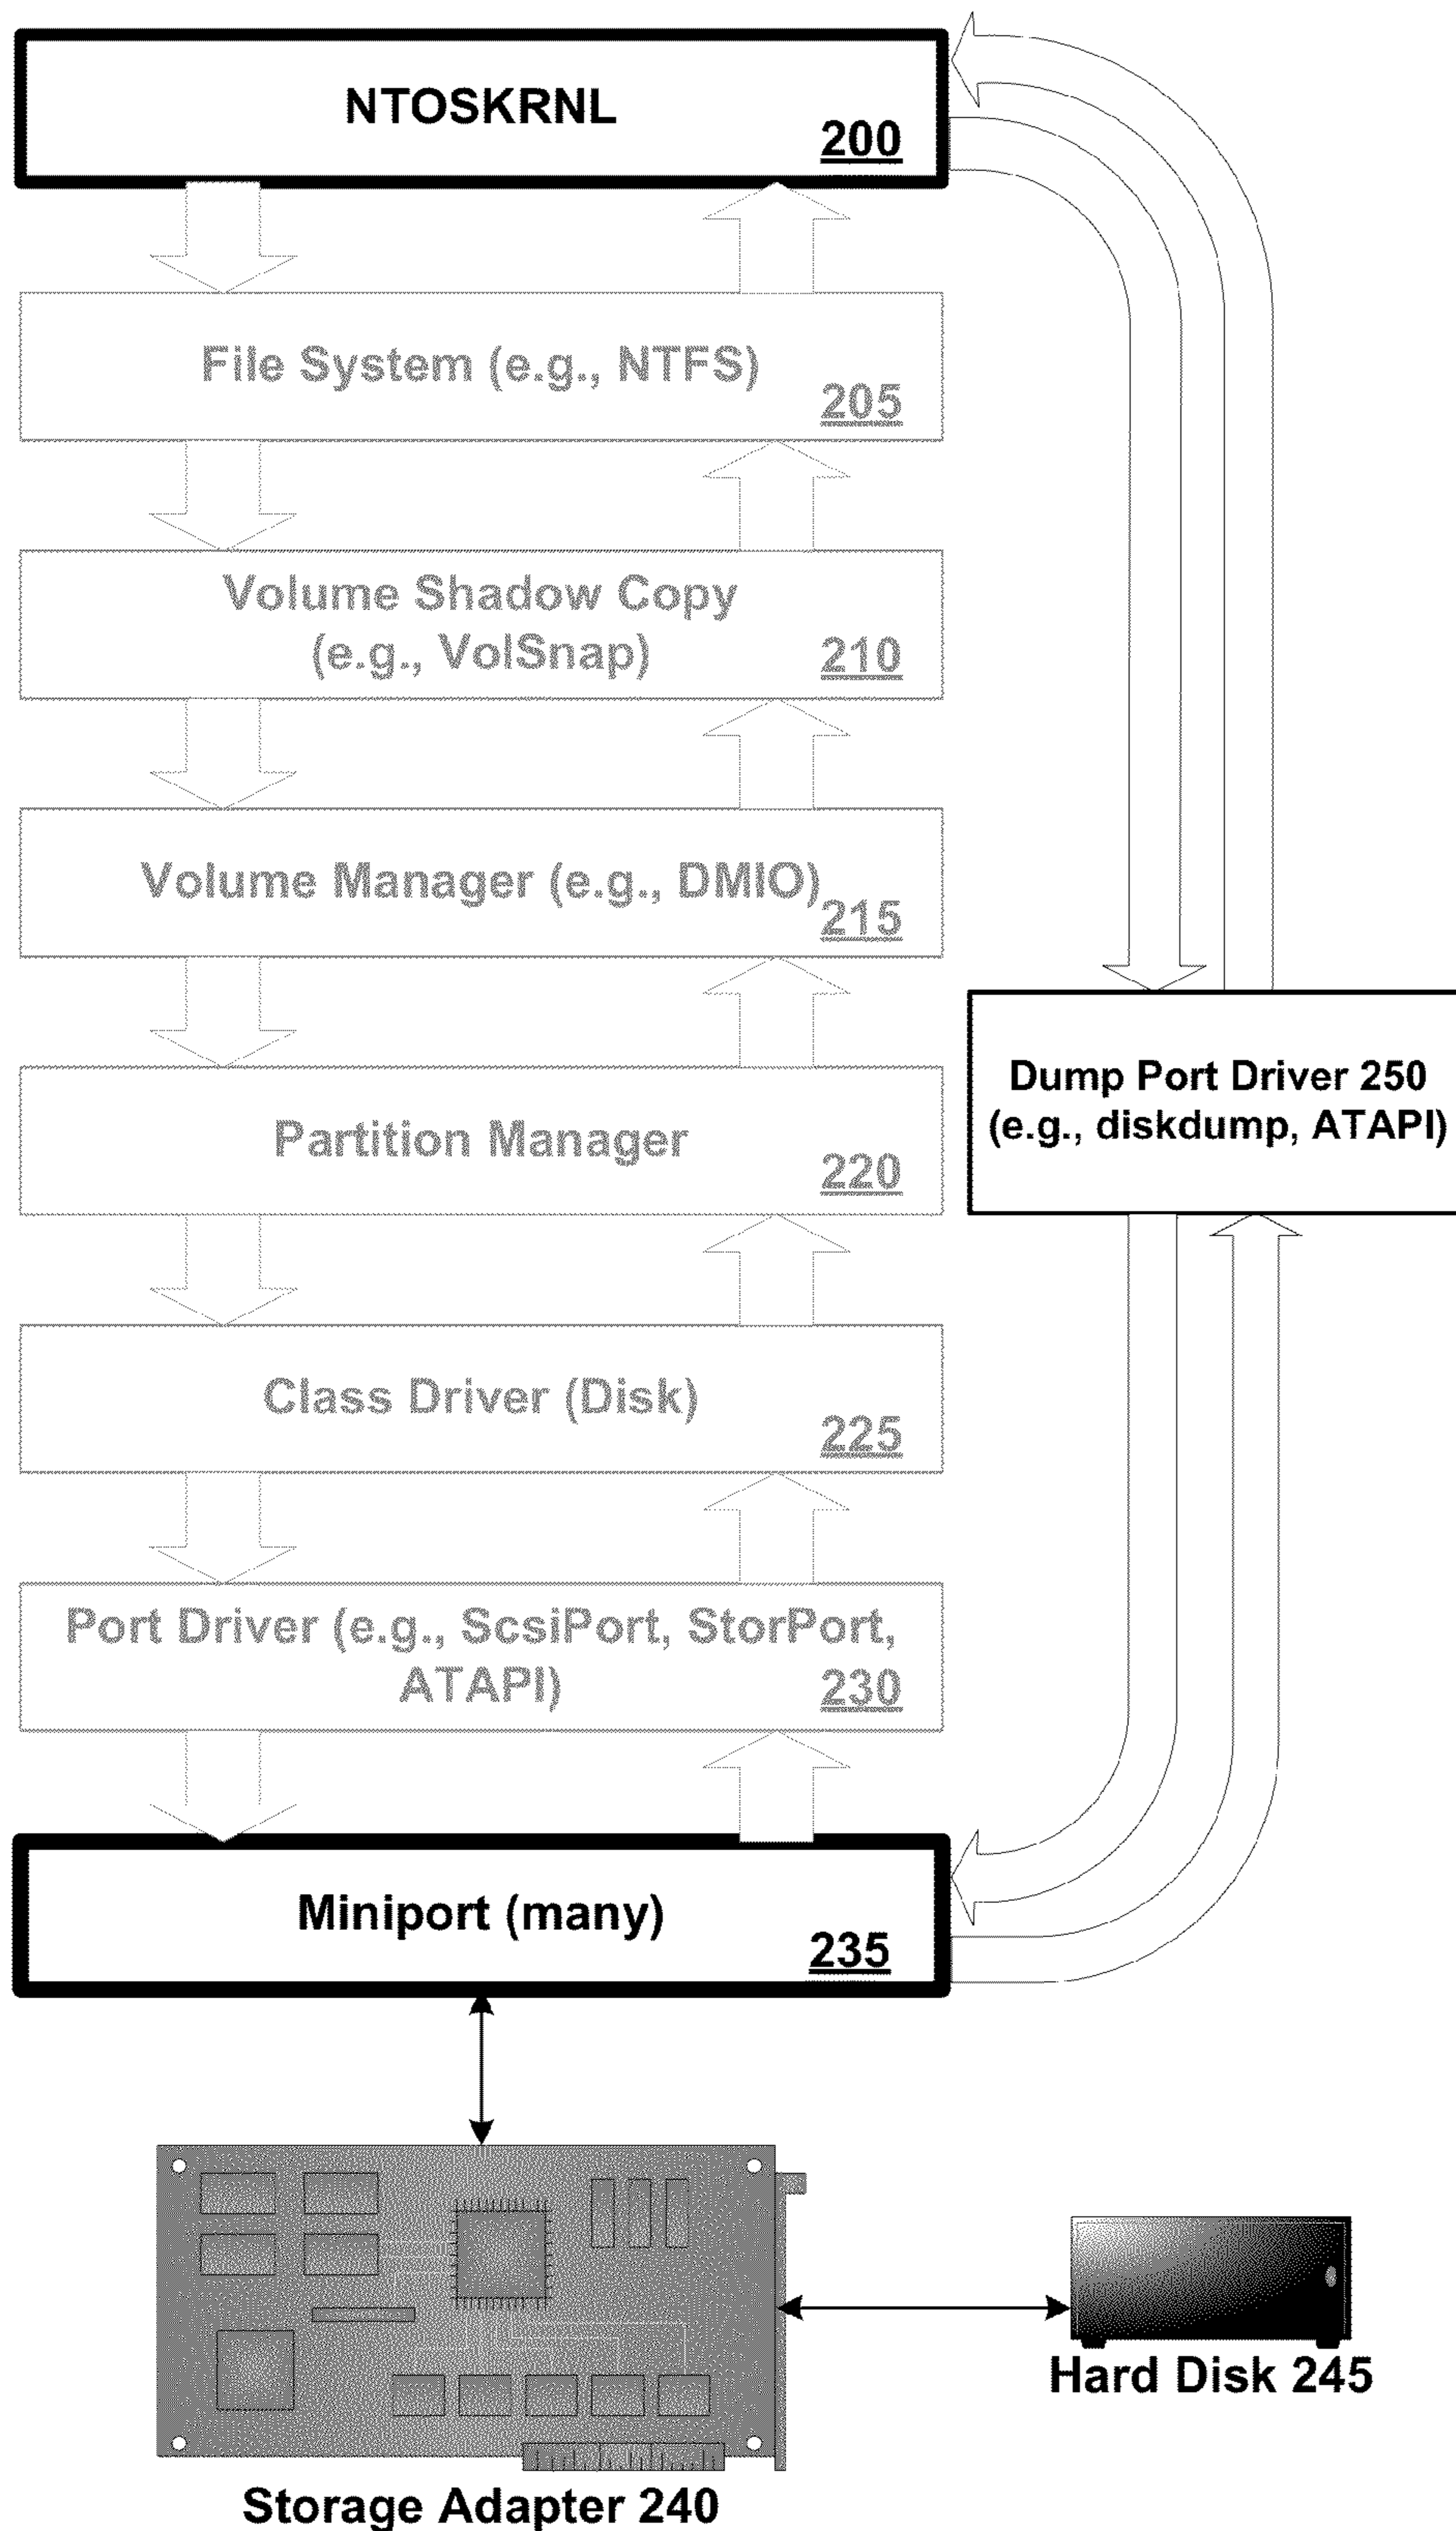 NTOSKRNL
200
File System (e.g., NTFS)
205
Volume Shadow Copy
(e.g., VolSnap)
210
Volume Manager (e.g., DMIO)
215
Dump Port Driver 250
(e.g., diskdump, ATAPI)
Partition Manager
220
Class Driver (Disk)
225
Port Driver (e.g., ScsiPort, StorPort,
ATAPI)
230
Miniport (many)
235
Hard Disk 245
Storage Adapter 240